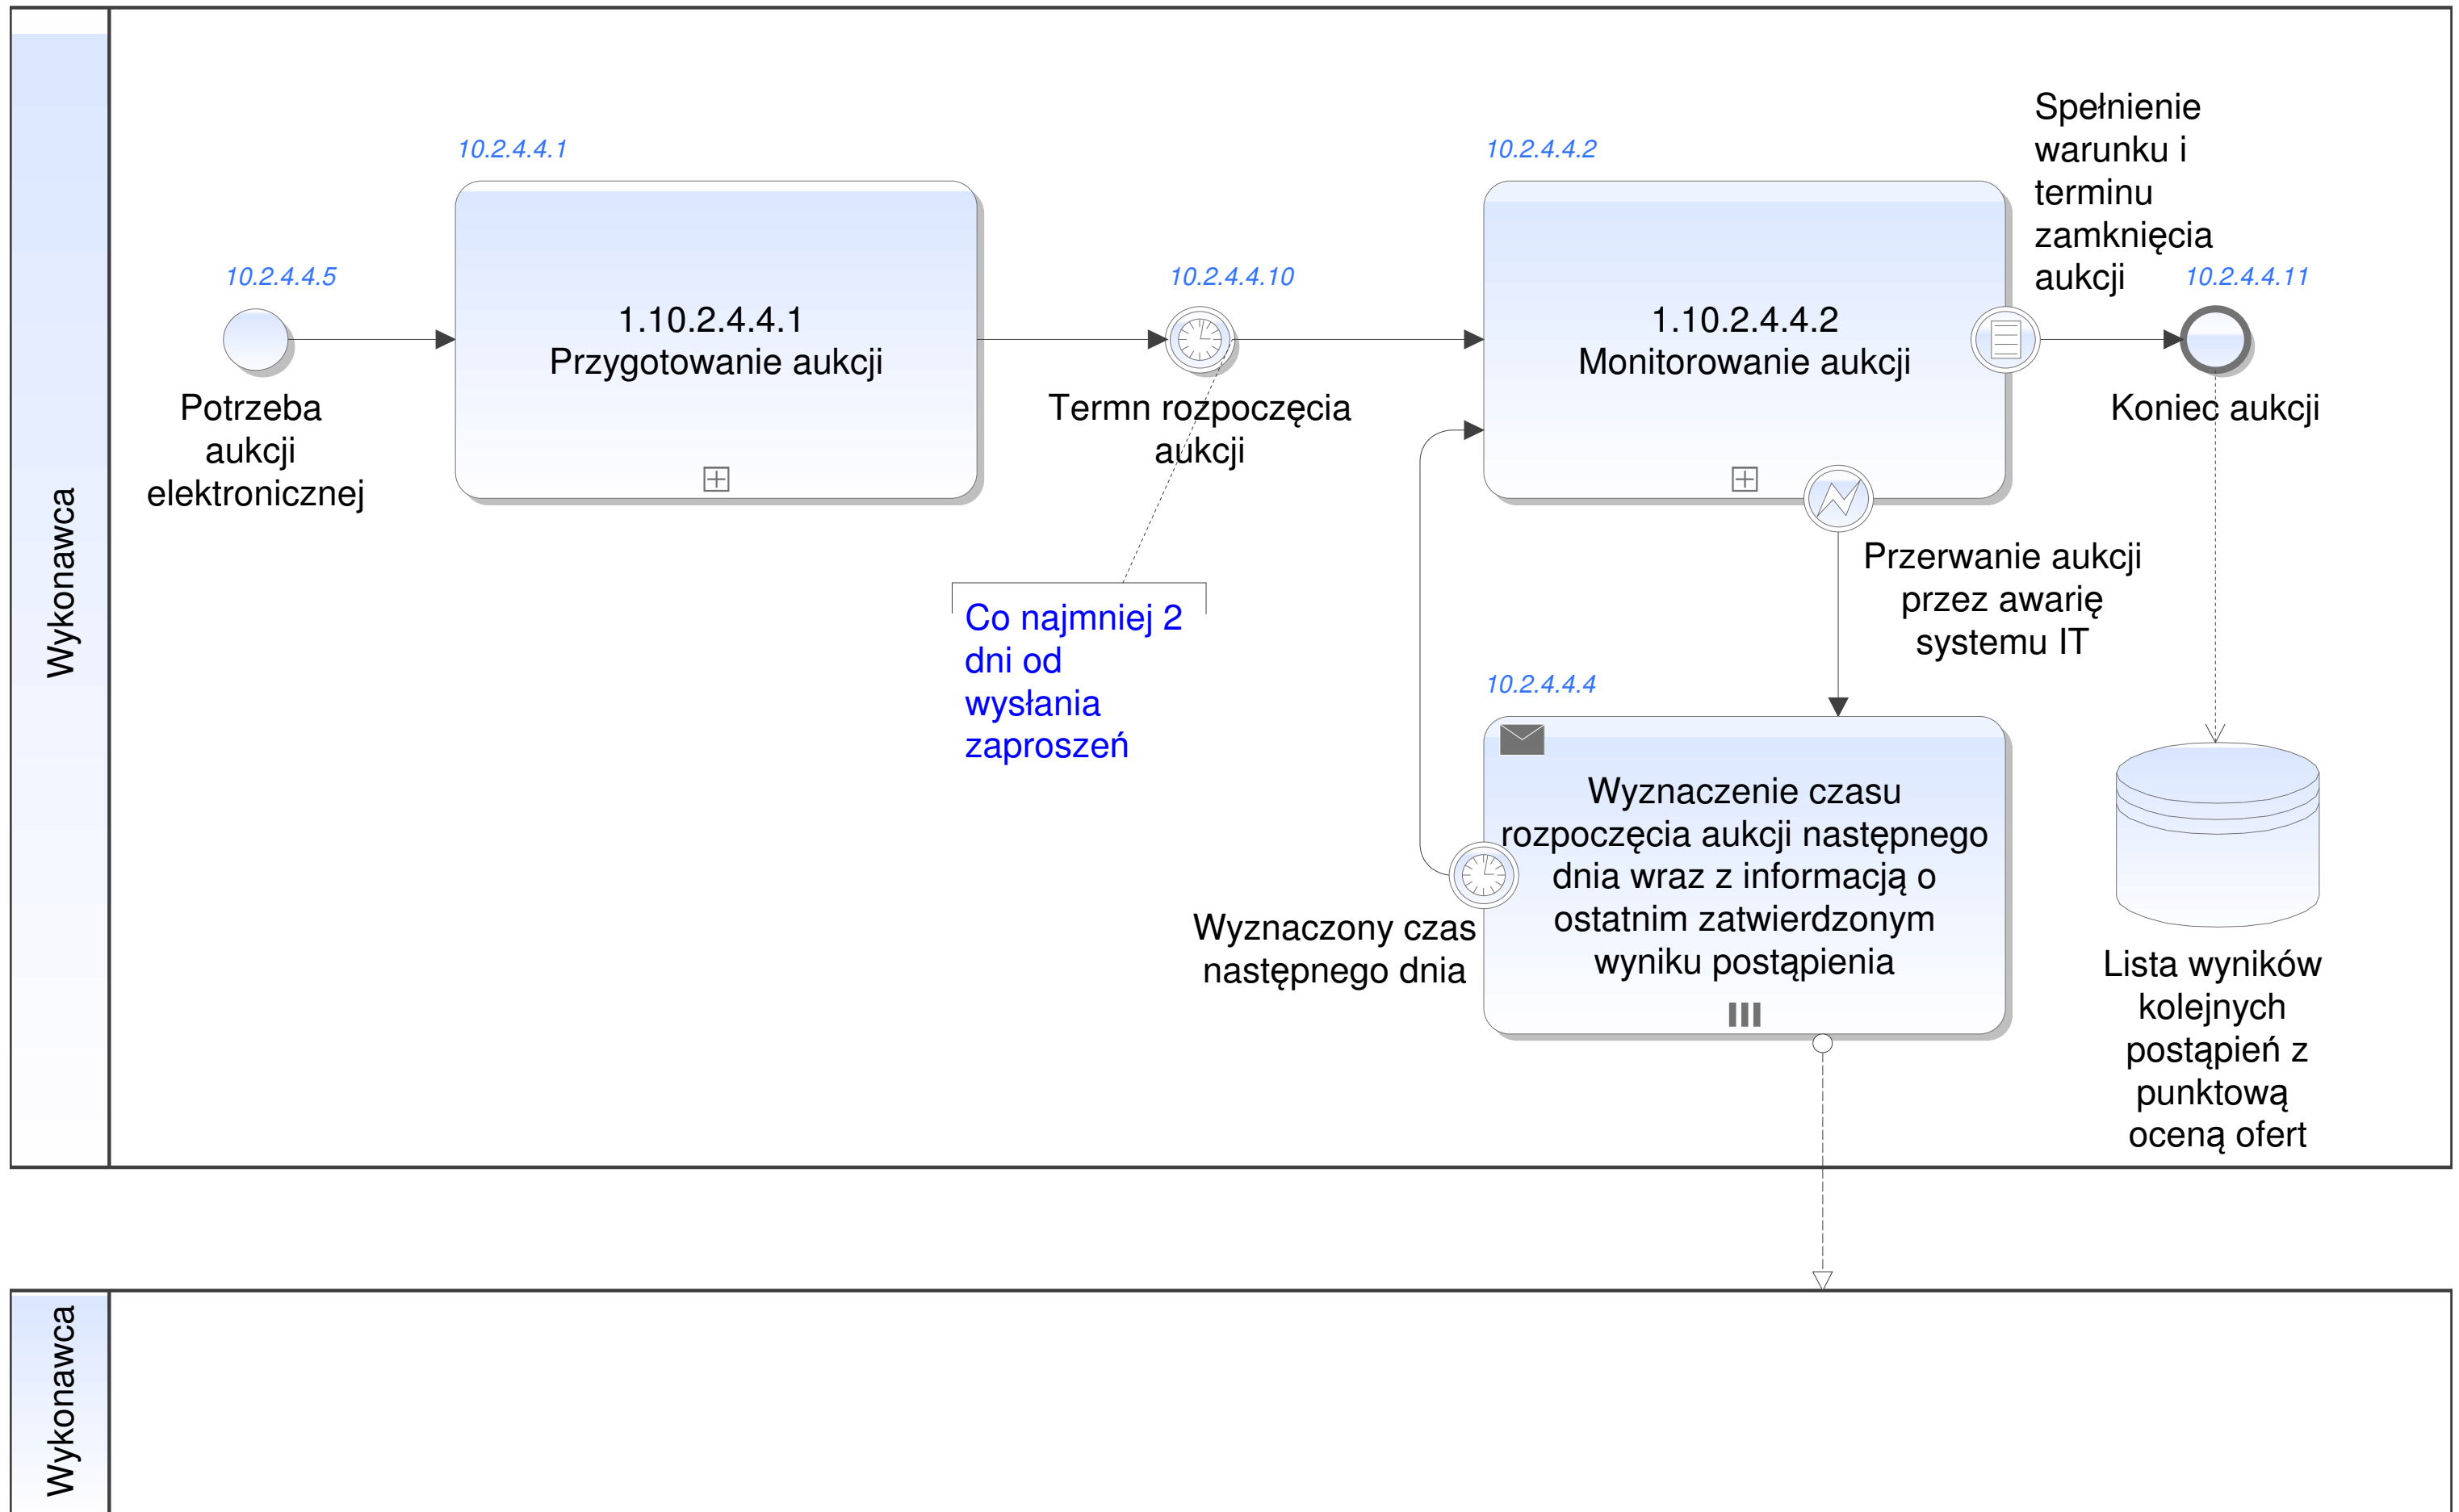 Wykonawca
10.2.4.4.5
Potrzeba
aukcji
elektronicznej
10.2.4.4.1
1.10.2.4.4.1
Przygotowanie aukcji
10.2.4.4.10
Termn rozpoczęcia
aukcji
Co najmniej 2
dni od
wysłania
zaproszeń
10.2.4.4.2
1.10.2.4.4.2
Monitorowanie aukcji
Spełnienie
warunku i
terminu
zamknięcia
aukcji
10.2.4.4.11
Koniec aukcji
Przerwanie aukcji
przez awarię
systemu IT
10.2.4.4.4
Wyznaczenie czasu
rozpoczęcia aukcji następnego
dnia wraz z informacją o
ostatnim zatwierdzonym
wyniku postąpienia
Wyznaczony czas
następnego dnia
Lista wyników
kolejnych
postąpień z
punktową
oceną ofert
Wykonawca